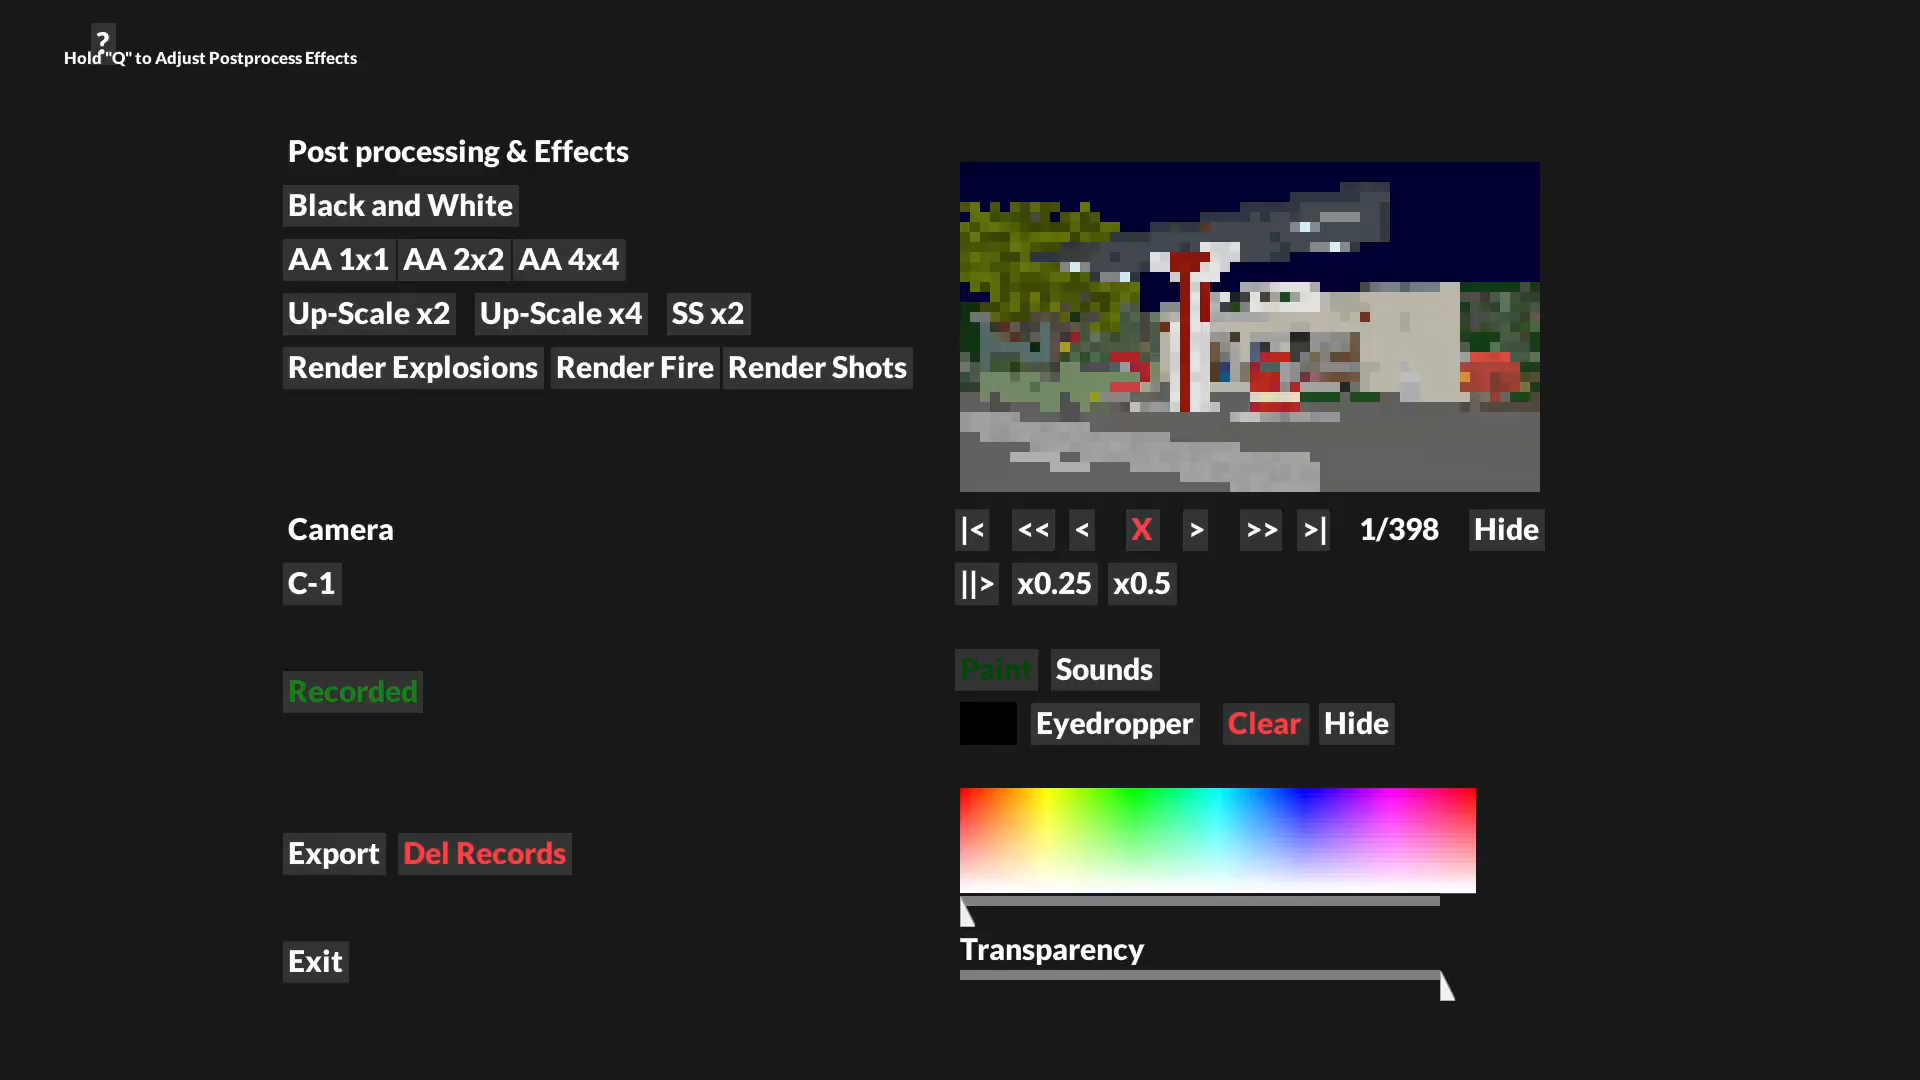 ?
Hold "Q" to Adjust Postprocess Effects
Post processing & Effects
Black and White
AA 1x1 AA 2x2 AA 4x4
Up-Scale x2 Up-Scale x4 SS x2
Render Explosions Render Fire Render Shots
Camera
C-1
Recorded
Export Del Records
Exit
|< << < X > >> >| 1/398 Hide
||> x0.25 x0.5
Paint Sounds
Eyedropper Clear Hide
Transparency